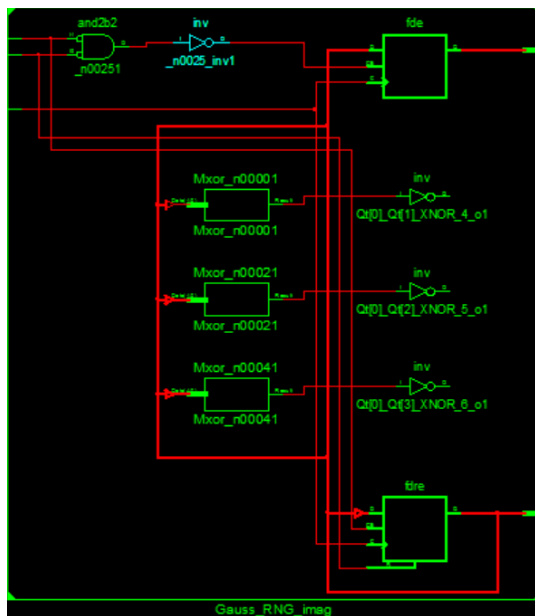 and2b2
inv
fde
_n00251
_n0025_inv1
Mxor_n00001
inv
Mxor_n00001
Qt[0]_Qt[1]_XNOR_4_o1
Mxor_n00021
inv
Mxor_n00021
Qt[0]_Qt[2]_XNOR_5_o1
Mxor_n00041
inv
Mxor_n00041
Qt[0]_Qt[3]_XNOR_6_o1
fdre
Gauss_RNG_imag